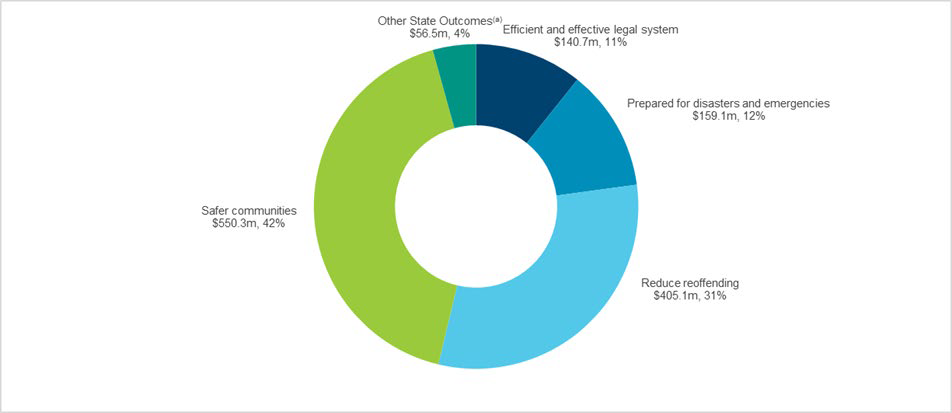 Other State Outcomes(a)
$56.5m, 4%
Efficient and effective legal system
$140.7m, 11%
Prepared for disasters and emergencies
$159.1m, 12%
Safer communities
$550.3m, 42%
Reduce reoffending
$405.1m, 31%